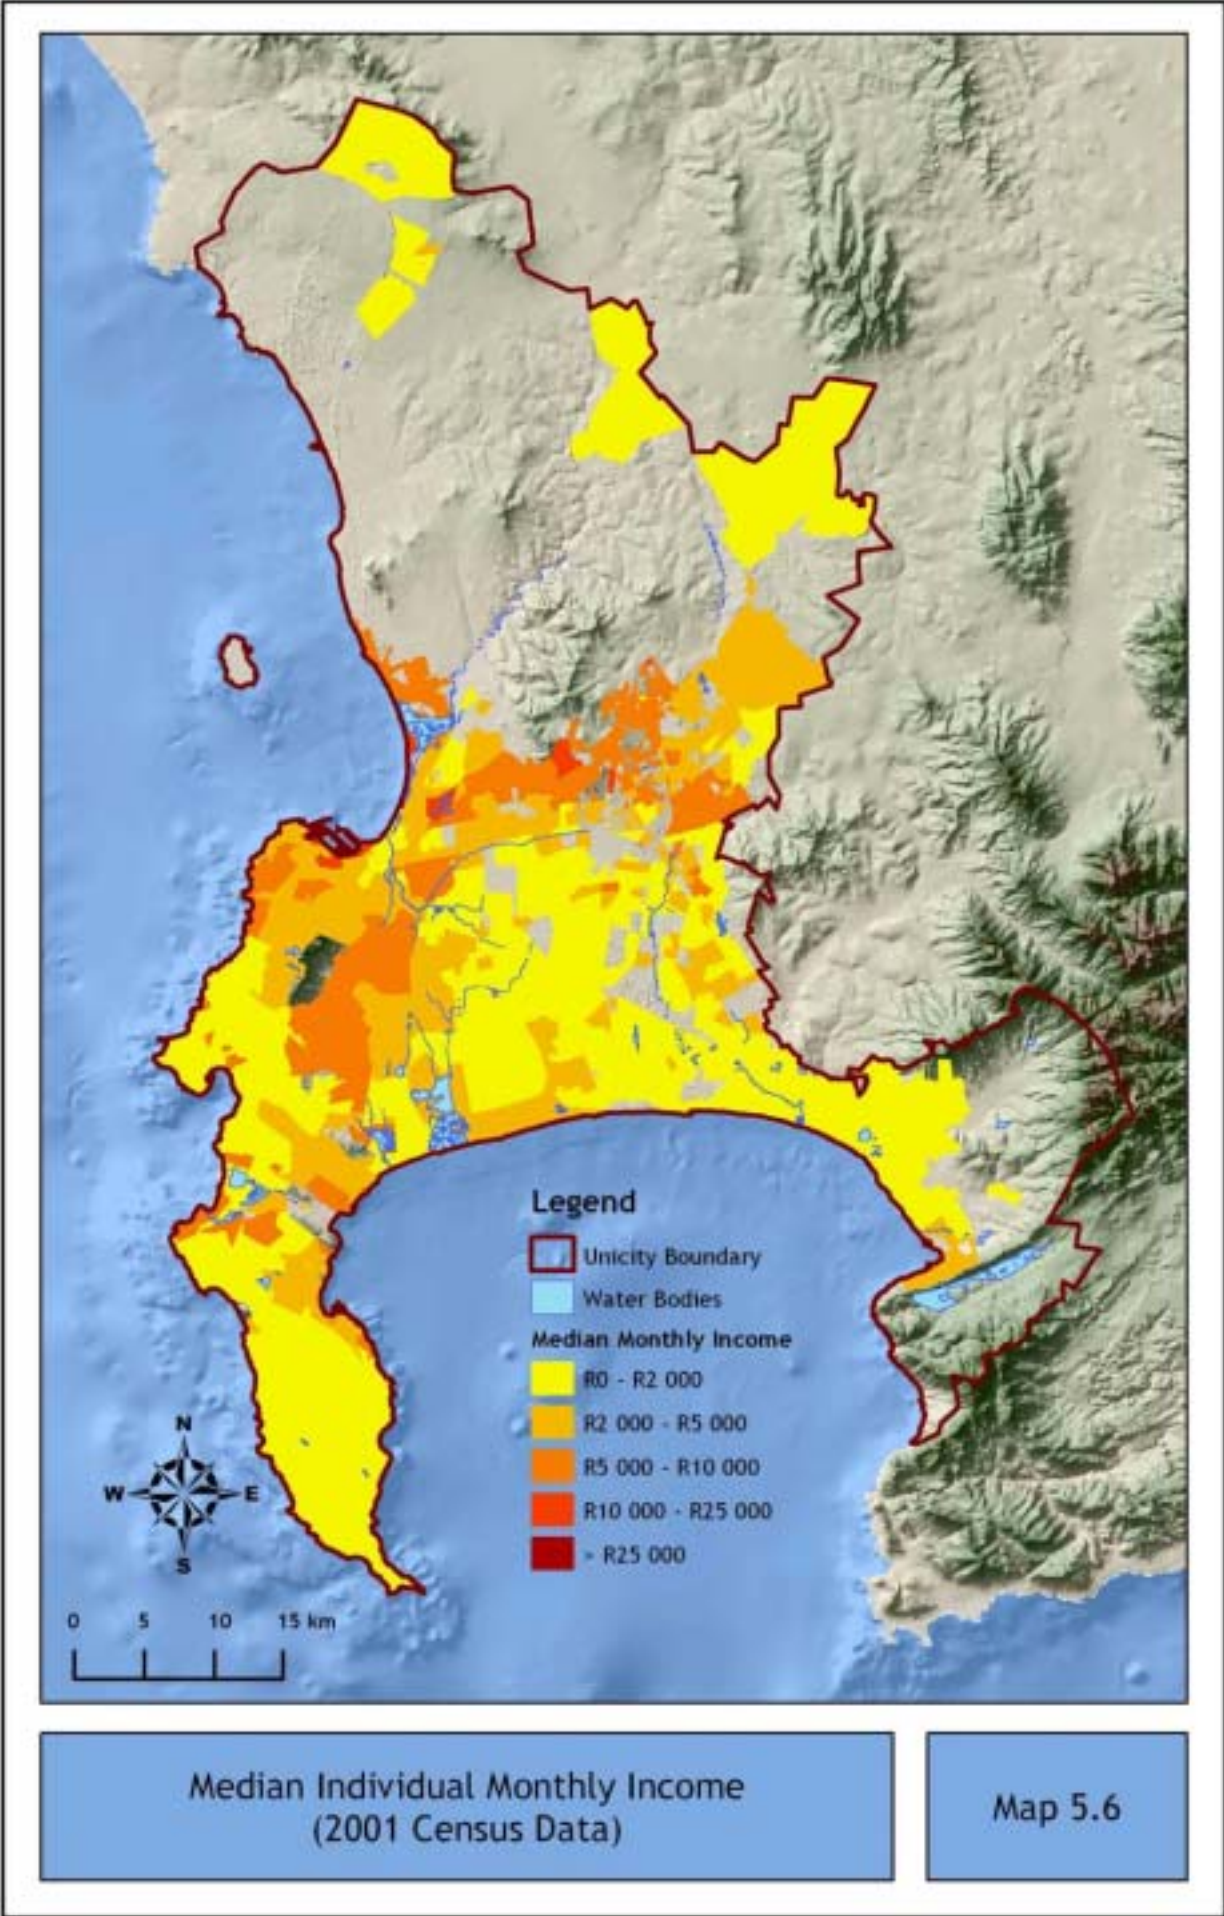 Legend
Unicity Boundary
Water Bodies
Median Monthly Income
R0 - R2 000
R2 000 - R5 000
R5 000 - R10 000
R10 000 - R25 000
> R25 000
N
W E
S
0 5 10 15 km
Median Individual Monthly Income
(2001 Census Data)
Map 5.6